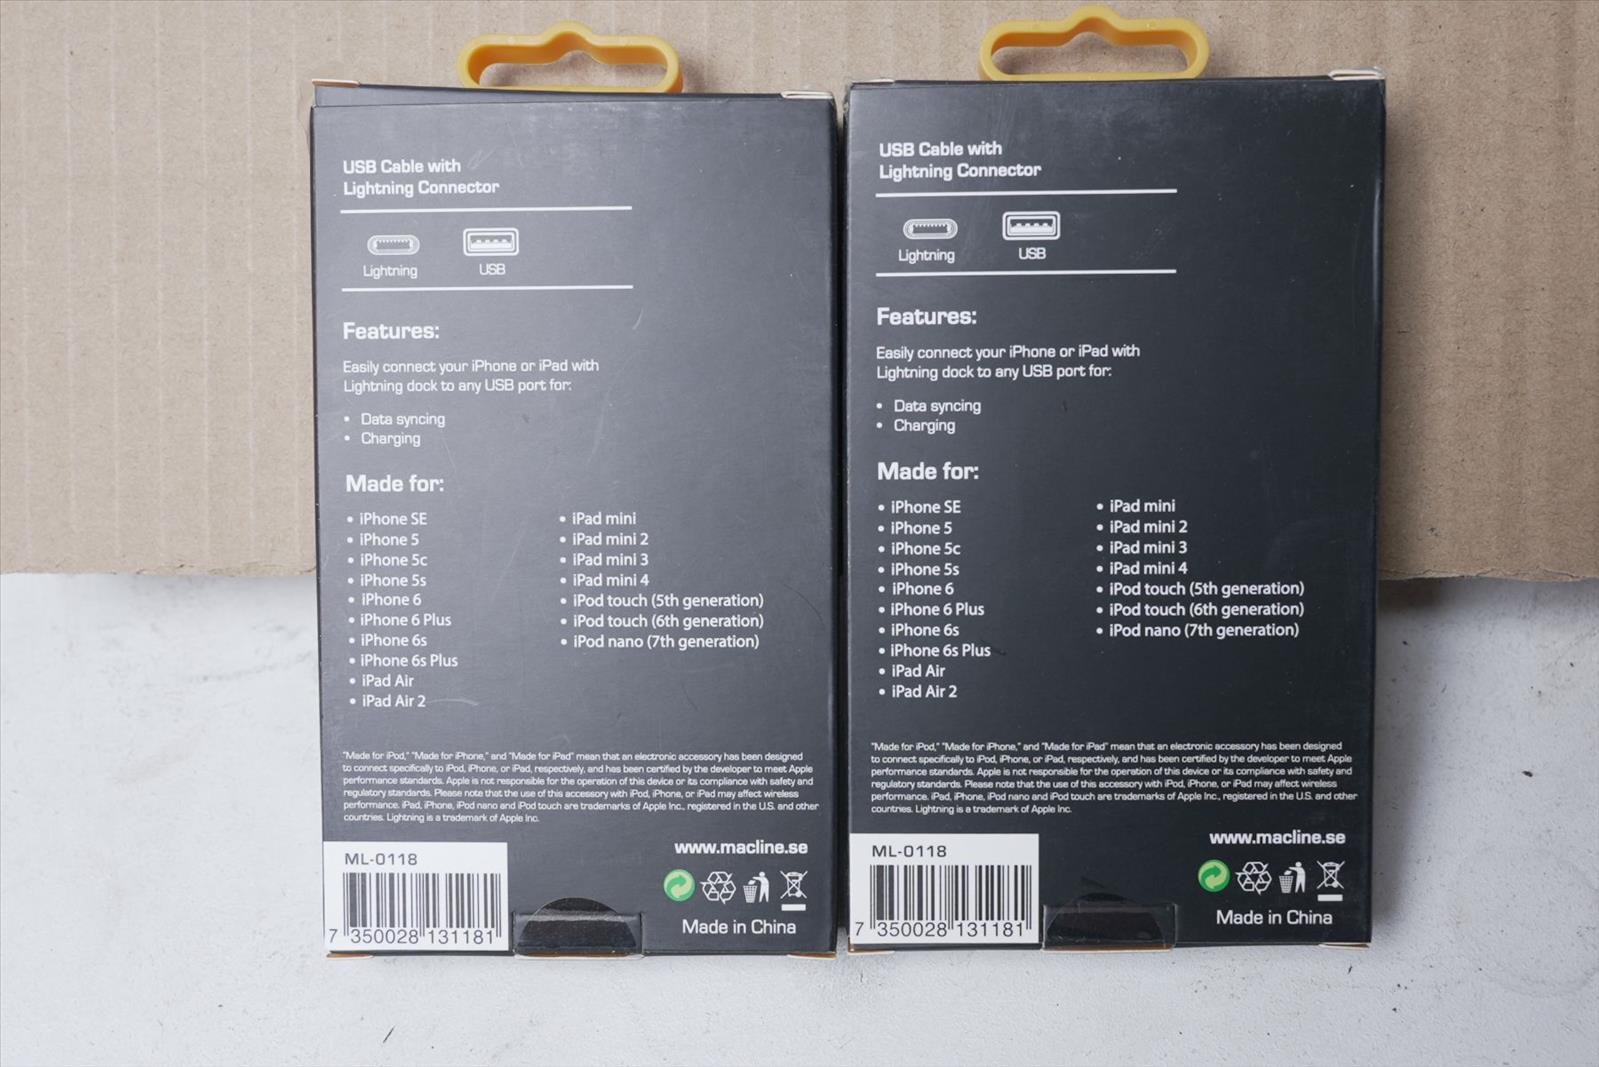 USB Cable with
Lightning Connector
Lightning
USB
Features:
Easily connect your iPhone or iPad with
Lightning dock to any USB port for:
• Data syncing
• Charging
Made for:
• iPhone SE
• iPhone 5
• iPhone 5c
• iPhone 5s
• iPhone 6
• iPhone 6 Plus
• iPhone 6s
• iPhone 6s Plus
• iPad Air
• iPad Air 2
• iPad mini
• iPad mini 2
• iPad mini 3
• iPad mini 4
• iPod touch (5th generation)
• iPod touch (6th generation)
• iPod nano (7th generation)
"Made for iPod," "Made for iPhone," and "Made for iPad" mean that an electronic accessory has been designed
to connect specifically to iPod, iPhone, or iPad, respectively, and has been certified by the developer to meet Apple
performance standards. Apple is not responsible for the operation of this device or its compliance with safety and
regulatory standards. Please note that the use of this accessory with iPod, iPhone, or iPad may affect wireless
performance. iPad, iPhone, iPod nano and iPod touch are trademarks of Apple Inc., registered in the U.S. and other
countries. Lightning is a trademark of Apple Inc.
www.macline.se
ML-0118
7 350028 131181
Made in China
USB Cable with
Lightning Connector
Lightning
USB
Features:
Easily connect your iPhone or iPad with
Lightning dock to any USB port for:
• Data syncing
• Charging
Made for:
• iPhone SE
• iPhone 5
• iPhone 5c
• iPhone 5s
• iPhone 6
• iPhone 6 Plus
• iPhone 6s
• iPhone 6s Plus
• iPad Air
• iPad Air 2
• iPad mini
• iPad mini 2
• iPad mini 3
• iPad mini 4
• iPod touch (5th generation)
• iPod touch (6th generation)
• iPod nano (7th generation)
"Made for iPod," "Made for iPhone," and "Made for iPad" mean that an electronic accessory has been designed
to connect specifically to iPod, iPhone, or iPad, respectively, and has been certified by the developer to meet Apple
performance standards. Apple is not responsible for the operation of this device or its compliance with safety and
regulatory standards. Please note that the use of this accessory with iPod, iPhone, or iPad may affect wireless
performance. iPad, iPhone, iPod nano and iPod touch are trademarks of Apple Inc., registered in the U.S. and other
countries. Lightning is a trademark of Apple Inc.
www.macline.se
ML-0118
7 350028 131181
Made in China